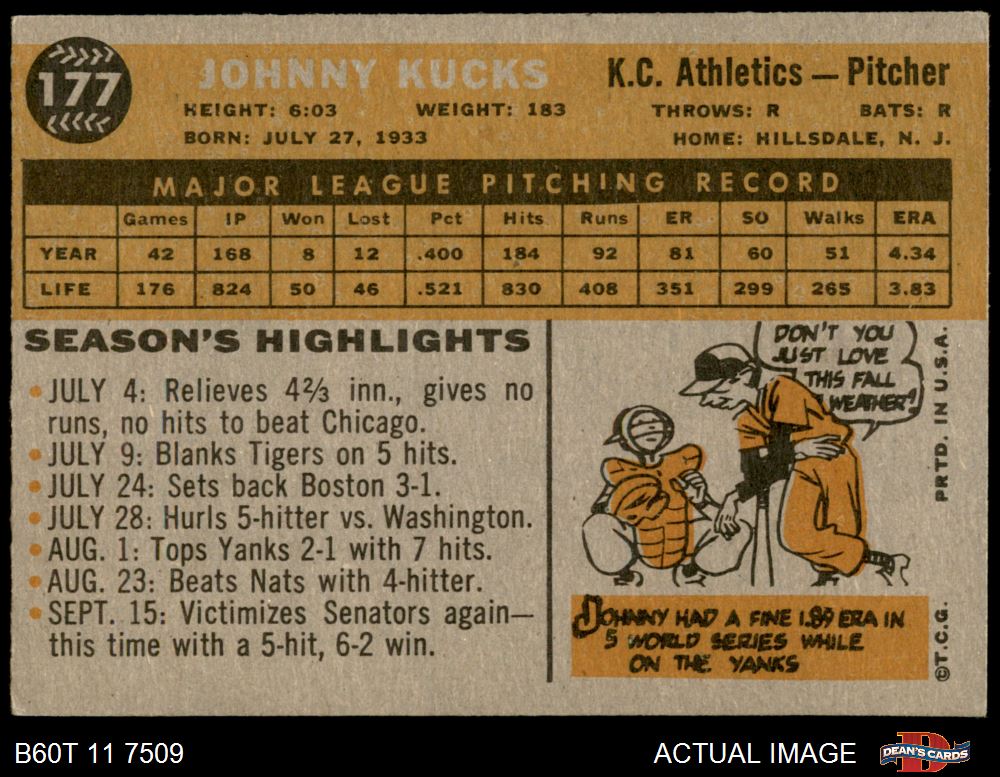 177
JOHNNY KUCKS
K.C. Athletics — Pitcher
HEIGHT: 6:03 WEIGHT: 183 THROWS: R BATS: R
BORN: JULY 27, 1933 HOME: HILLSDALE, N. J.
MAJOR LEAGUE PITCHING RECORD
Games IP Won Lost Pct Hits Runs ER SO Walks ERA
YEAR 42 168 8 12 .400 184 92 81 60 51 4.34
LIFE 176 824 50 46 .521 830 408 351 299 265 3.83
SEASON'S HIGHLIGHTS
• JULY 4: Relieves 4⅔ inn., gives no
runs, no hits to beat Chicago.
• JULY 9: Blanks Tigers on 5 hits.
• JULY 24: Sets back Boston 3-1.
• JULY 28: Hurls 5-hitter vs. Washington.
• AUG. 1: Tops Yanks 2-1 with 7 hits.
• AUG. 23: Beats Nats with 4-hitter.
• SEPT. 15: Victimizes Senators again—
this time with a 5-hit, 6-2 win.
DON'T YOU
JUST LOVE
THIS FALL
WEATHER?
JOHNNY HAD A FINE 1.89 ERA IN
5 WORLD SERIES WHILE
ON THE YANKS
PRTD. IN U.S.A.
©T.C.G.
B60T 11 7509
ACTUAL IMAGE
DEAN'S CARDS